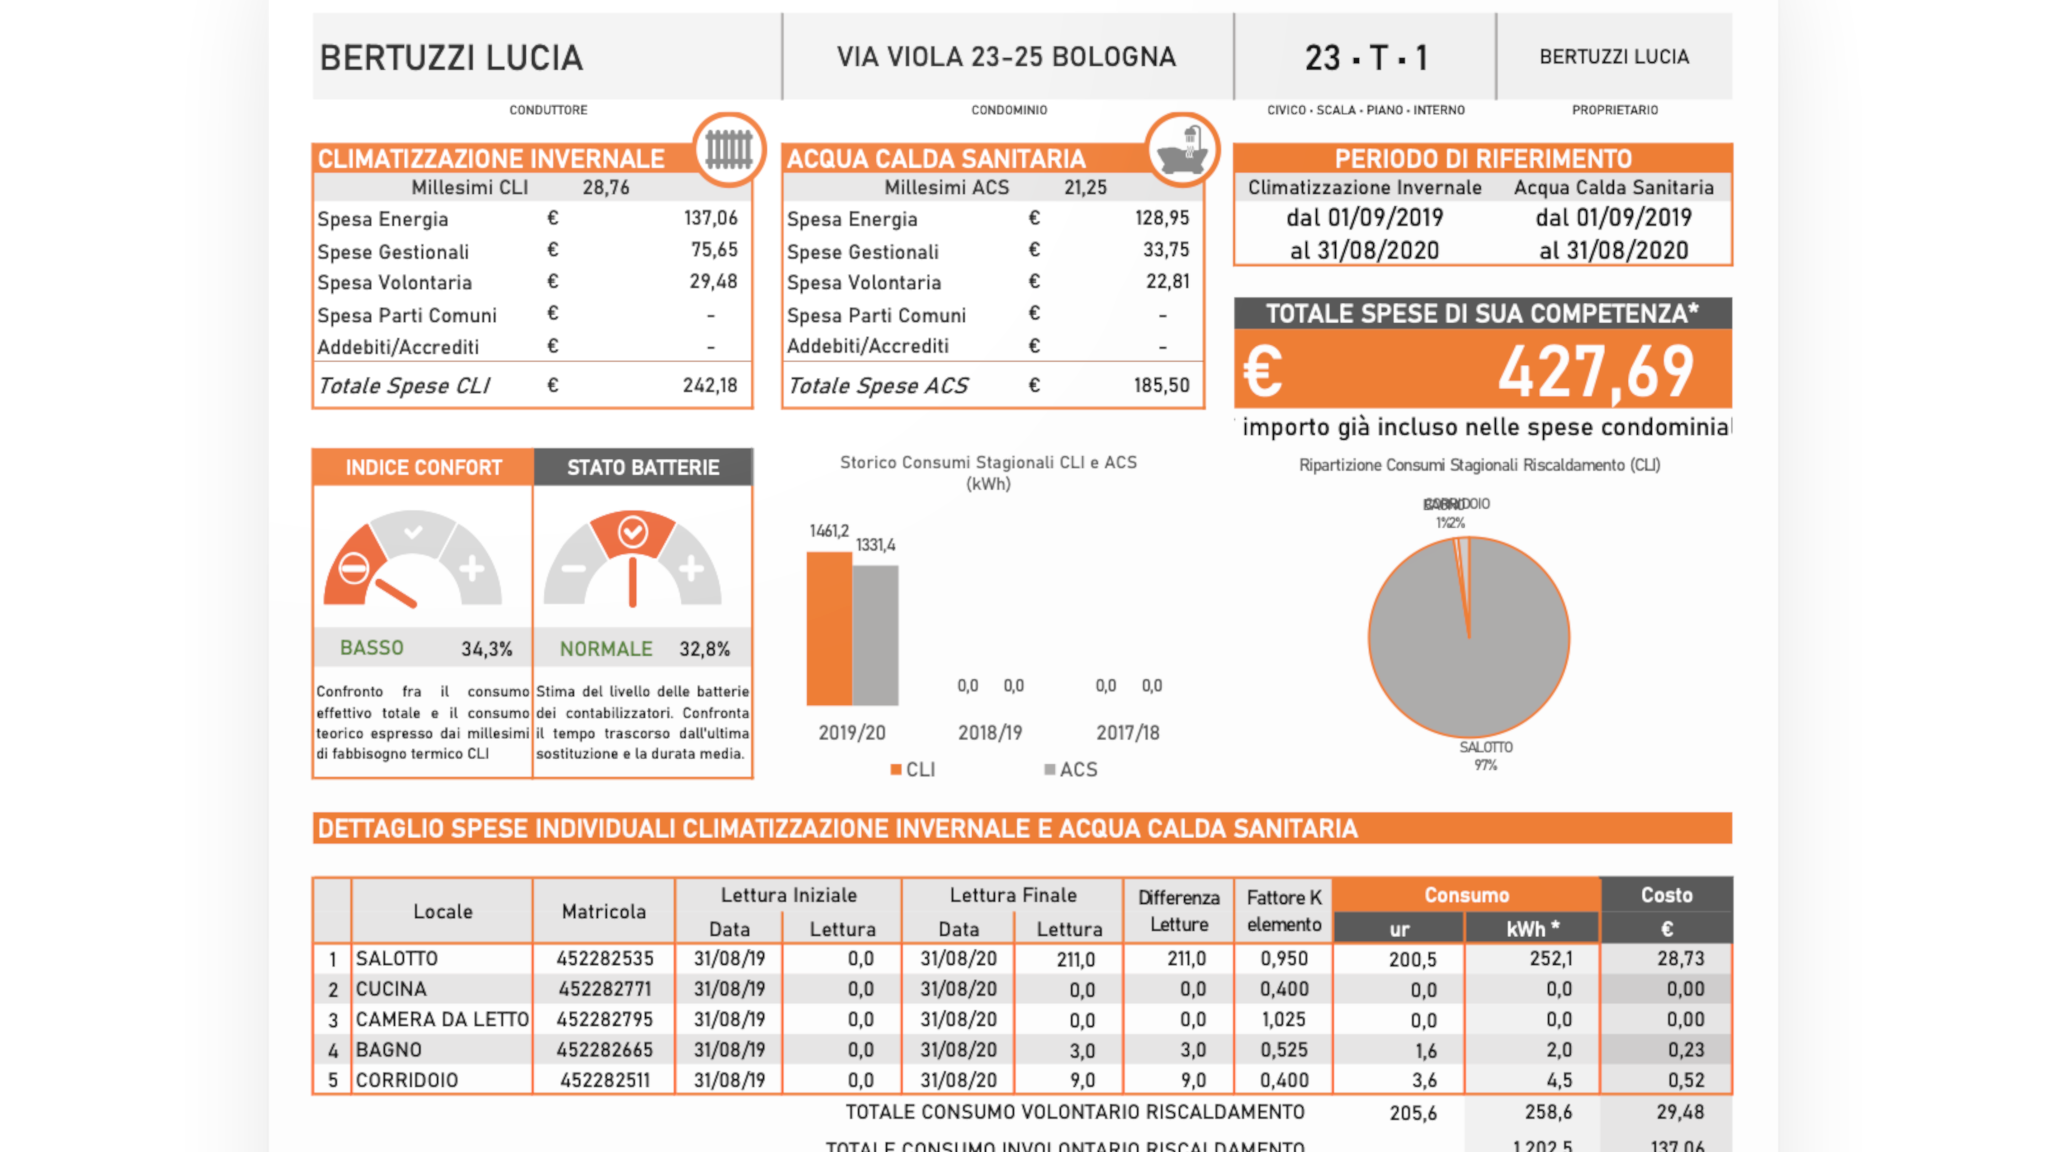 BERTUZZI LUCIA
VIA VIOLA 23-25 BOLOGNA
23 · T · 1
BERTUZZI LUCIA
CONDUTTORE
CONDOMINIO
CIVICO · SCALA · PIANO · INTERNO
PROPRIETARIO
CLIMATIZZAZIONE INVERNALE
Millesimi CLI 28,76
Spesa Energia € 137,06
Spese Gestionali € 75,65
Spesa Volontaria € 29,48
Spesa Parti Comuni € -
Addebiti/Accrediti € -
Totale Spese CLI € 242,18
ACQUA CALDA SANITARIA
Millesimi ACS 21,25
Spesa Energia € 128,95
Spese Gestionali € 33,75
Spesa Volontaria € 22,81
Spesa Parti Comuni € -
Addebiti/Accrediti € -
Totale Spese ACS € 185,50
PERIODO DI RIFERIMENTO
Climatizzazione Invernale Acqua Calda Sanitaria
dal 01/09/2019 dal 01/09/2019
al 31/08/2020 al 31/08/2020
TOTALE SPESE DI SUA COMPETENZA*
€ 427,69
importo già incluso nelle spese condominia
INDICE CONFORT
BASSO 34,3%
Confronto fra il consumo
effettivo totale e il consumo
teorico espresso dai millesimi
di fabbisogno termico CLI
STATO BATTERIE
NORMALE 32,8%
Stima del livello delle batterie
dei contabilizzatori. Confronta
il tempo trascorso dall'ultima
sostituzione e la durata media.
Storico Consumi Stagionali CLI e ACS
(kWh)
1461,2
1331,4
0,0 0,0 0,0 0,0
2019/20 2018/19 2017/18
CLI ACS
Ripartizione Consumi Stagionali Riscaldamento (CLI)
BAGNO CORRIDOIO
1% 2%
SALOTTO
97%
DETTAGLIO SPESE INDIVIDUALI CLIMATIZZAZIONE INVERNALE E ACQUA CALDA SANITARIA
Locale Matricola Lettura Iniziale Lettura Finale Differenza Letture Fattore K elemento Consumo Costo
Data Lettura Data Lettura ur kWh * €
1 SALOTTO 452282535 31/08/19 0,0 31/08/20 211,0 211,0 0,950 200,5 252,1 28,73
2 CUCINA 452282771 31/08/19 0,0 31/08/20 0,0 0,0 0,400 0,0 0,0 0,00
3 CAMERA DA LETTO 452282795 31/08/19 0,0 31/08/20 0,0 0,0 1,025 0,0 0,0 0,00
4 BAGNO 452282665 31/08/19 0,0 31/08/20 3,0 3,0 0,525 1,6 2,0 0,23
5 CORRIDOIO 452282511 31/08/19 0,0 31/08/20 9,0 9,0 0,400 3,6 4,5 0,52
TOTALE CONSUMO VOLONTARIO RISCALDAMENTO 205,6 258,6 29,48
TOTALE CONSUMO INVOLONTARIO RISCALDAMENTO 1.202,5 137,06